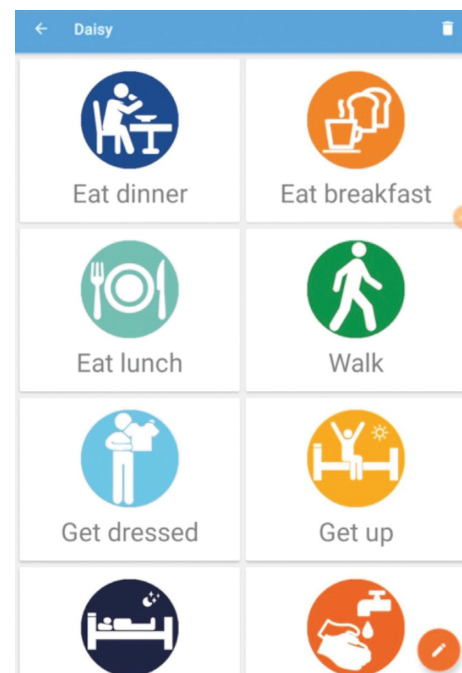 Daisy
Eat dinner
Eat breakfast
Eat lunch
Walk
Get dressed
Get up